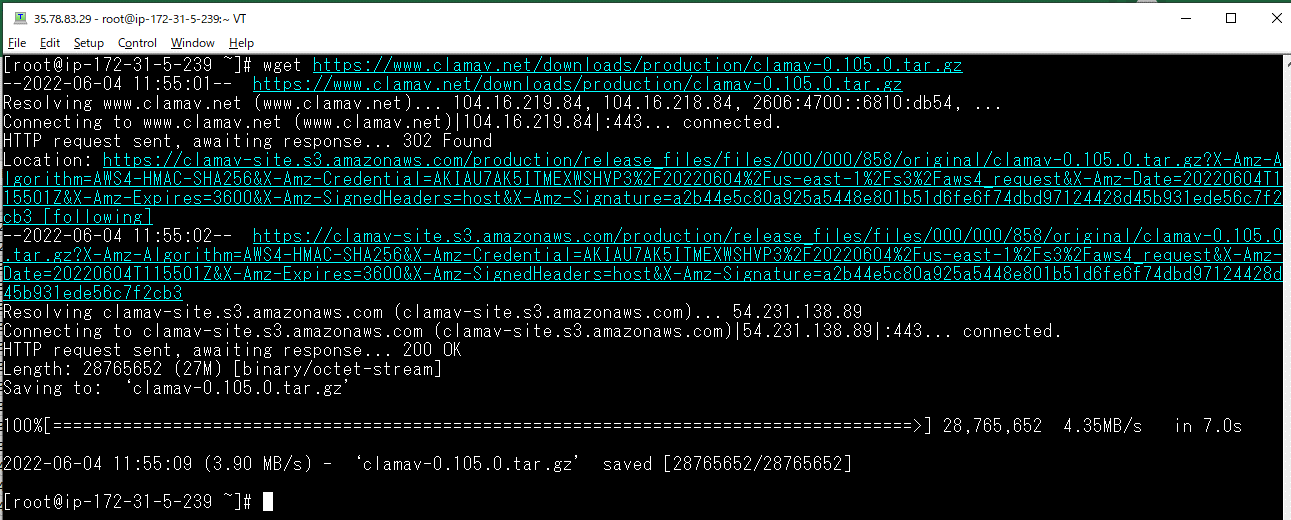 35.78.83.29 - root@ip-172-31-5-239:~ VT
File Edit Setup Control Window Help
[root@ip-172-31-5-239 ~]# wget https://www.clamav.net/downloads/production/clamav-0.105.0.tar.gz
--2022-06-04 11:55:01-- https://www.clamav.net/downloads/production/clamav-0.105.0.tar.gz
Resolving www.clamav.net (www.clamav.net)... 104.16.219.84, 104.16.218.84, 2606:4700::6810:db54, ...
Connecting to www.clamav.net (www.clamav.net)|104.16.219.84|:443... connected.
HTTP request sent, awaiting response... 302 Found
Location: https://clamav-site.s3.amazonaws.com/production/release_files/files/000/000/858/original/clamav-0.105.0.tar.gz?X-Amz-A
lgorithm=AWS4-HMAC-SHA256&X-Amz-Credential=AKIAU7AK5ITMEXWSHVP3%2F20220604%2Fus-east-1%2Fs3%2Faws4_request&X-Amz-Date=20220604T1
15501Z&X-Amz-Expires=3600&X-Amz-SignedHeaders=host&X-Amz-Signature=a2b44e5c80a925a5448e801b51d6fe6f74dbd97124428d45b931ede56c7f2
cb3 [following]
--2022-06-04 11:55:02-- https://clamav-site.s3.amazonaws.com/production/release_files/files/000/000/858/original/clamav-0.105.0
.tar.gz?X-Amz-Algorithm=AWS4-HMAC-SHA256&X-Amz-Credential=AKIAU7AK5ITMEXWSHVP3%2F20220604%2Fus-east-1%2Fs3%2Faws4_request&X-Amz-
Date=20220604T115501Z&X-Amz-Expires=3600&X-Amz-SignedHeaders=host&X-Amz-Signature=a2b44e5c80a925a5448e801b51d6fe6f74dbd97124428d
45b931ede56c7f2cb3
Resolving clamav-site.s3.amazonaws.com (clamav-site.s3.amazonaws.com)... 54.231.138.89
Connecting to clamav-site.s3.amazonaws.com (clamav-site.s3.amazonaws.com)|54.231.138.89|:443... connected.
HTTP request sent, awaiting response... 200 OK
Length: 28765652 (27M) [binary/octet-stream]
Saving to: ‘clamav-0.105.0.tar.gz’
100%[======================================================================================>] 28,765,652 4.35MB/s in 7.0s
2022-06-04 11:55:09 (3.90 MB/s) - ‘clamav-0.105.0.tar.gz’ saved [28765652/28765652]
[root@ip-172-31-5-239 ~]#